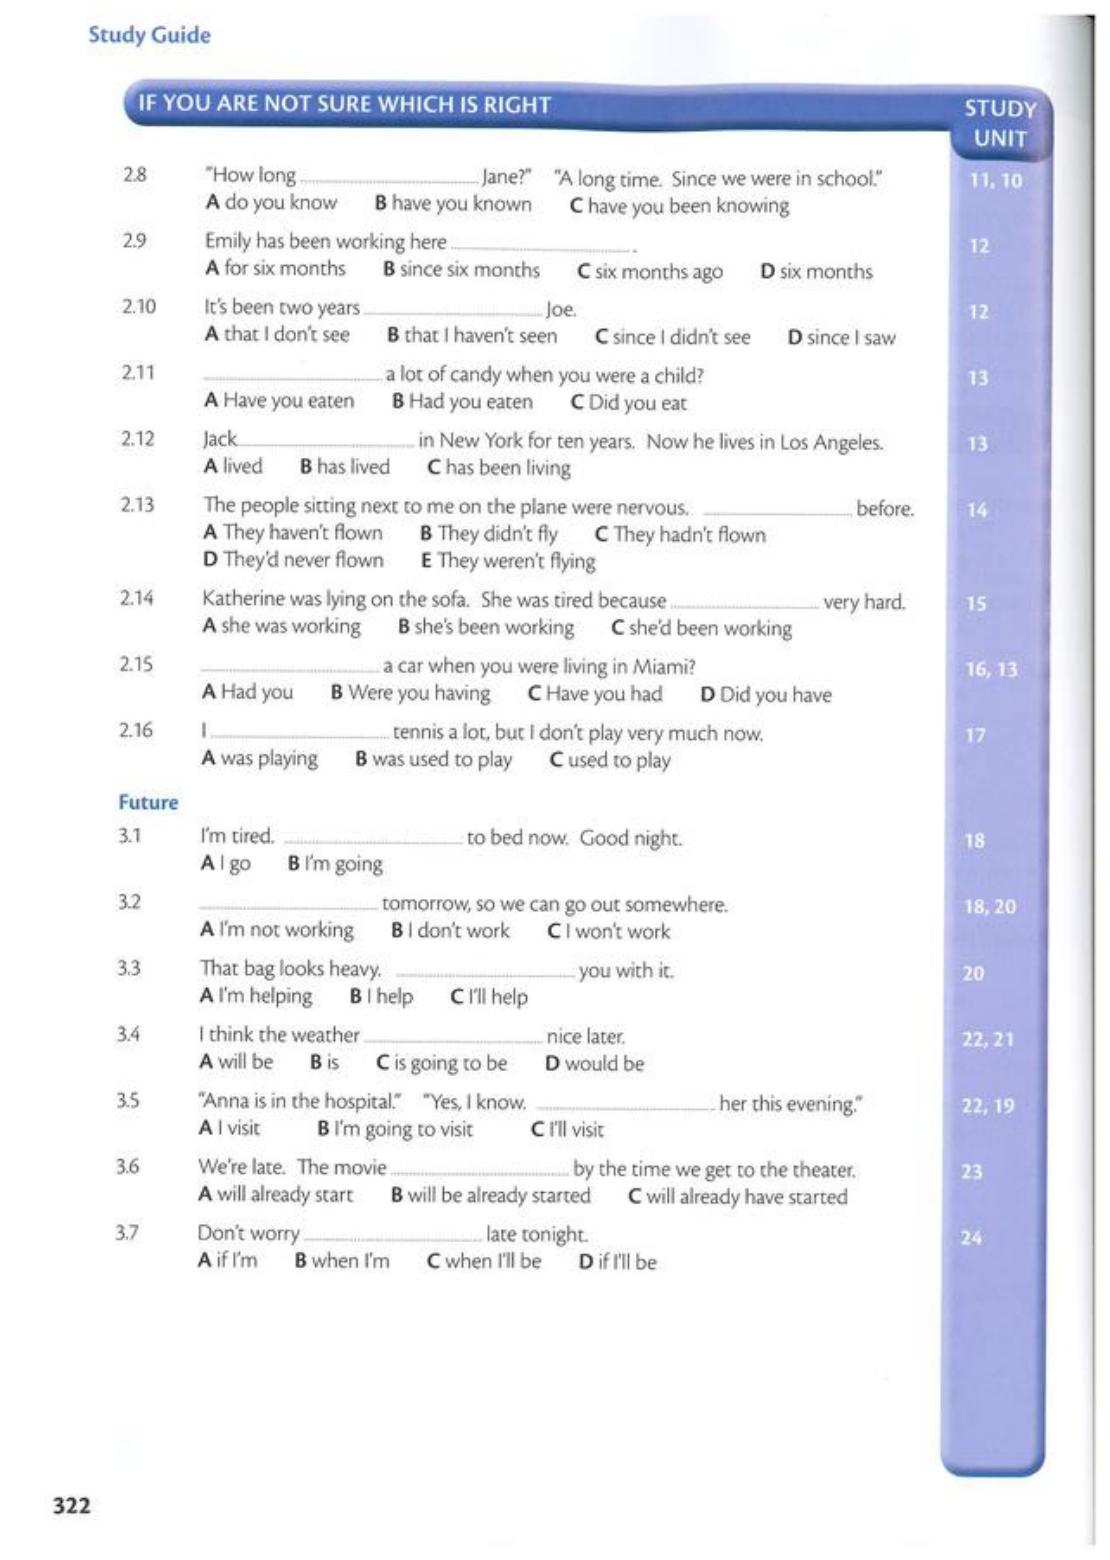 Study Guide
IF YOU ARE NOT SURE WHICH IS RIGHT
STUDY
UNIT
2.8 "How long ______ Jane?" "A long time. Since we were in school." 11, 10
A do you know B have you known C have you been knowing
2.9 Emily has been working here ______ . 12
A for six months B since six months C six months ago D six months
2.10 It's been two years ______ Joe. 12
A that I don't see B that I haven't seen C since I didn't see D since I saw
2.11 ______ a lot of candy when you were a child? 13
A Have you eaten B Had you eaten C Did you eat
2.12 Jack ______ in New York for ten years. Now he lives in Los Angeles. 13
A lived B has lived C has been living
2.13 The people sitting next to me on the plane were nervous. ______ before. 14
A They haven't flown B They didn't fly C They hadn't flown
D They'd never flown E They weren't flying
2.14 Katherine was lying on the sofa. She was tired because ______ very hard. 15
A she was working B she's been working C she'd been working
2.15 ______ a car when you were living in Miami? 16, 13
A Had you B Were you having C Have you had D Did you have
2.16 I ______ tennis a lot, but I don't play very much now. 17
A was playing B was used to play C used to play
Future
3.1 I'm tired. ______ to bed now. Good night. 18
A I go B I'm going
3.2 ______ tomorrow, so we can go out somewhere. 18, 20
A I'm not working B I don't work C I won't work
3.3 That bag looks heavy. ______ you with it. 20
A I'm helping B I help C I'll help
3.4 I think the weather ______ nice later. 22, 21
A will be B is C is going to be D would be
3.5 "Anna is in the hospital." "Yes, I know. ______ her this evening." 22, 19
A I visit B I'm going to visit C I'll visit
3.6 We're late. The movie ______ by the time we get to the theater. 23
A will already start B will be already started C will already have started
3.7 Don't worry ______ late tonight. 24
A if I'm B when I'm C when I'll be D if I'll be
322